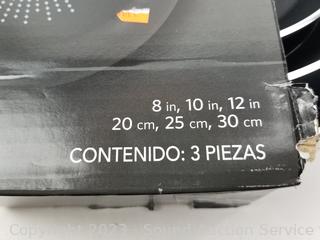 8 in, 10 in, 12 in
20 cm, 25 cm, 30 cm
CONTENIDO: 3 PIEZAS